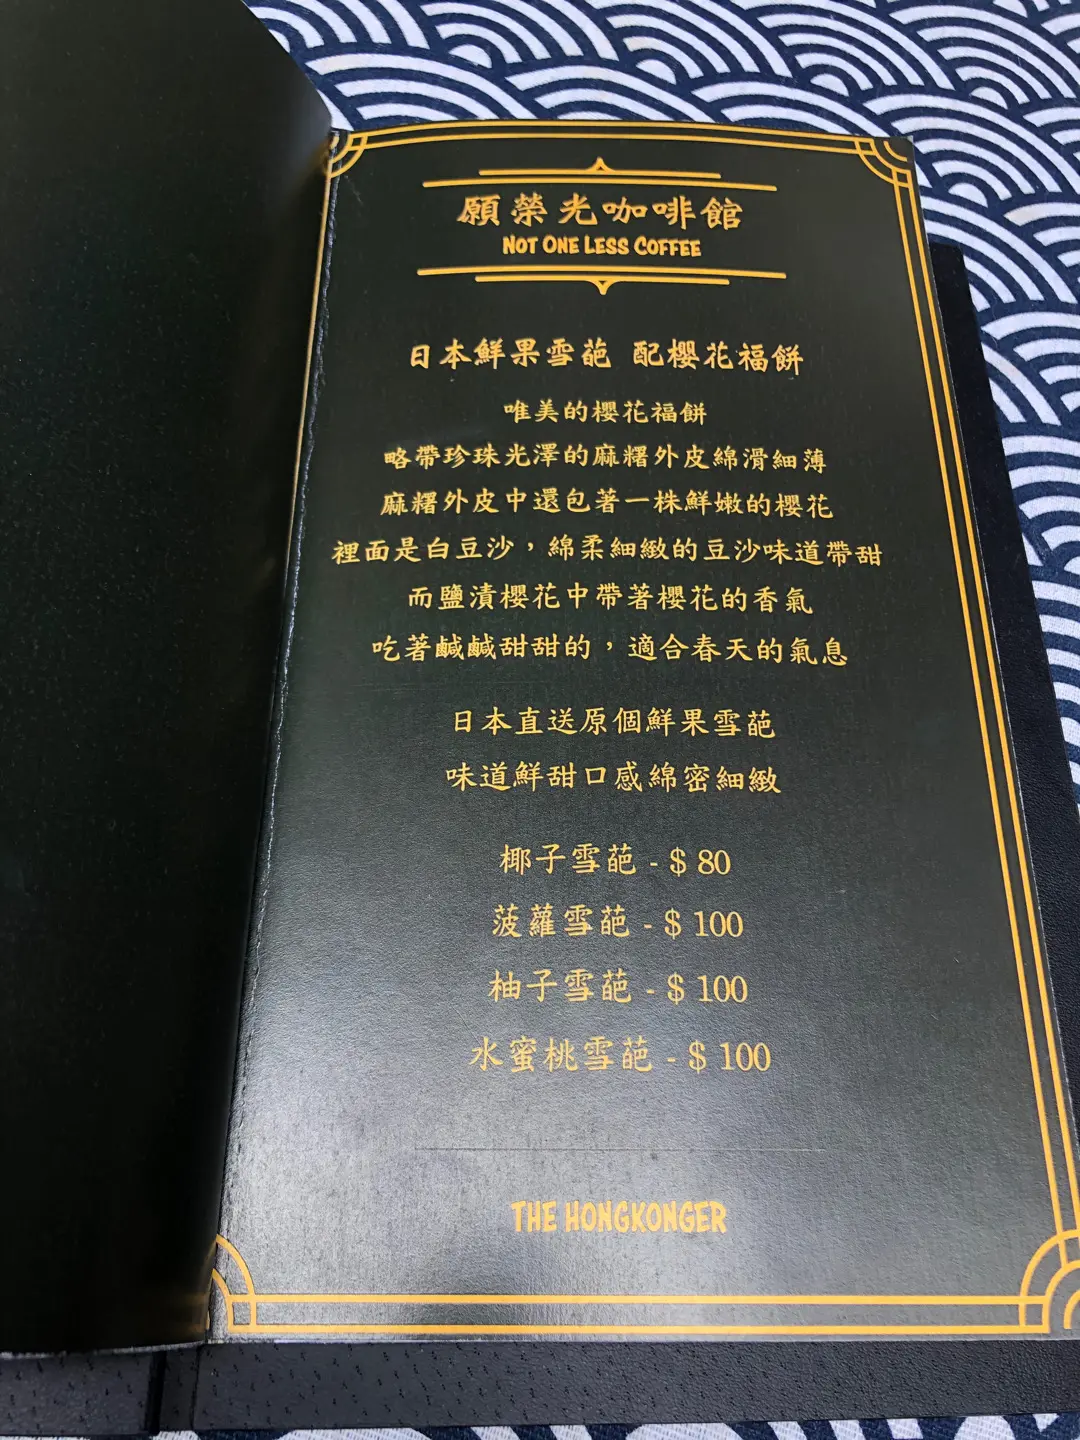 願榮光咖啡館
NOT ONE LESS COFFEE
日本鮮果雪葩 配櫻花福餅
唯美的櫻花福餅
略帶珍珠光澤的麻糬外皮綿滑細薄
麻糬外皮中還包著一株鮮嫩的櫻花
裡面是白豆沙，綿柔細緻的豆沙味道帶甜
而鹽漬櫻花中帶著櫻花的香氣
吃著鹹鹹甜甜的，適合春天的氣息
日本直送原個鮮果雪葩
味道鮮甜口感綿密細緻
椰子雪葩 - $ 80
菠蘿雪葩 - $ 100
柚子雪葩 - $ 100
水蜜桃雪葩 - $ 100
THE HONGKONGER